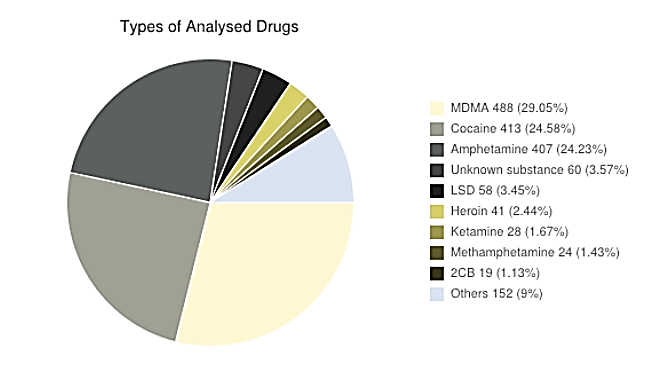 Types of Analysed Drugs
MDMA 488 (29.05%)
Cocaine 413 (24.58%)
Amphetamine 407 (24.23%)
Unknown substance 60 (3.57%)
LSD 58 (3.45%)
Heroin 41 (2.44%)
Ketamine 28 (1.67%)
Methamphetamine 24 (1.43%)
2CB 19 (1.13%)
Others 152 (9%)